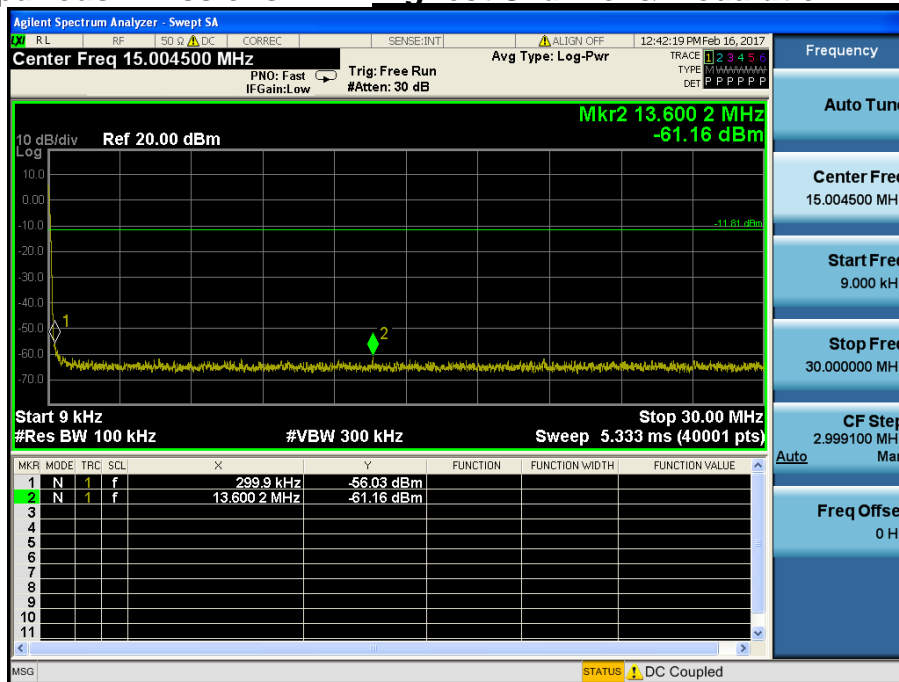 Agilent Spectrum Analyzer - Swept SA
LXI RL RF 50 Ω DC CORREC SENSE:INT ALIGN OFF 12:42:19 PM Feb 16, 2017
Center Freq 15.004500 MHz
PNO: Fast
IFGain:Low
Trig: Free Run
#Atten: 30 dB
Avg Type: Log-Pwr
TRACE 1 2 3 4 5 6
TYPE M WWWWW
DET P P P P P P
Mkr2 13.600 2 MHz
-61.16 dBm
10 dB/div Ref 20.00 dBm
Log
10.0
0.00
-10.0
-11.81 dBm
-20.0
-30.0
-40.0
-50.0
1
2
-60.0
-70.0
Start 9 kHz Stop 30.00 MHz
#Res BW 100 kHz #VBW 300 kHz Sweep 5.333 ms (40001 pts)
MKR MODE TRC SCL X Y FUNCTION FUNCTION WIDTH FUNCTION VALUE
1 N 1 f 299.9 kHz -56.03 dBm
2 N 1 f 13.600 2 MHz -61.16 dBm
3
4
5
6
7
8
9
10
11
MSG STATUS DC Coupled
Frequency
Auto Tun
Center Fre
15.004500 MH
Start Fre
9.000 kH
Stop Fre
30.000000 MH
CF Step
2.999100 MH
Auto Ma
Freq Offse
0 H